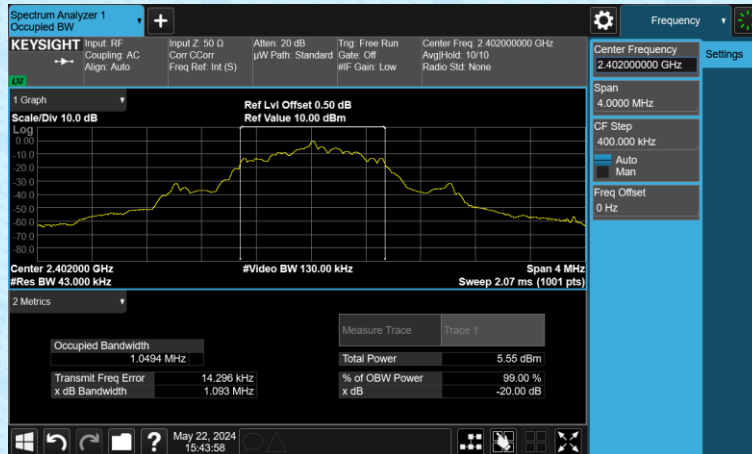 Spectrum Analyzer 1
Occupied BW
+
Frequency
KEYSIGHT
Input: RF
Coupling: AC
Align: Auto
Input Z: 50 Ω
Corr CCorr
Freq Ref: Int (S)
Atten: 20 dB
µW Path: Standard
Trig: Free Run
Gate: Off
#IF Gain: Low
Center Freq: 2.402000000 GHz
Avg|Hold: 10/10
Radio Std: None
LXI
Center Frequency
2.402000000 GHz
Settings
Span
4.0000 MHz
CF Step
400.000 kHz
Auto
Man
Freq Offset
0 Hz
1 Graph
Scale/Div 10.0 dB
Ref Lvl Offset 0.50 dB
Ref Value 10.00 dBm
Log
0.00
-10.0
-20.0
-30.0
-40.0
-50.0
-60.0
-70.0
-80.0
Center 2.402000 GHz
#Res BW 43.000 kHz
#Video BW 130.00 kHz
Span 4 MHz
Sweep 2.07 ms (1001 pts)
2 Metrics
Measure Trace Trace 1
Occupied Bandwidth
1.0494 MHz
Total Power 5.55 dBm
Transmit Freq Error 14.296 kHz
% of OBW Power 99.00 %
x dB Bandwidth 1.093 MHz
x dB -20.00 dB
?
May 22, 2024
15:43:58